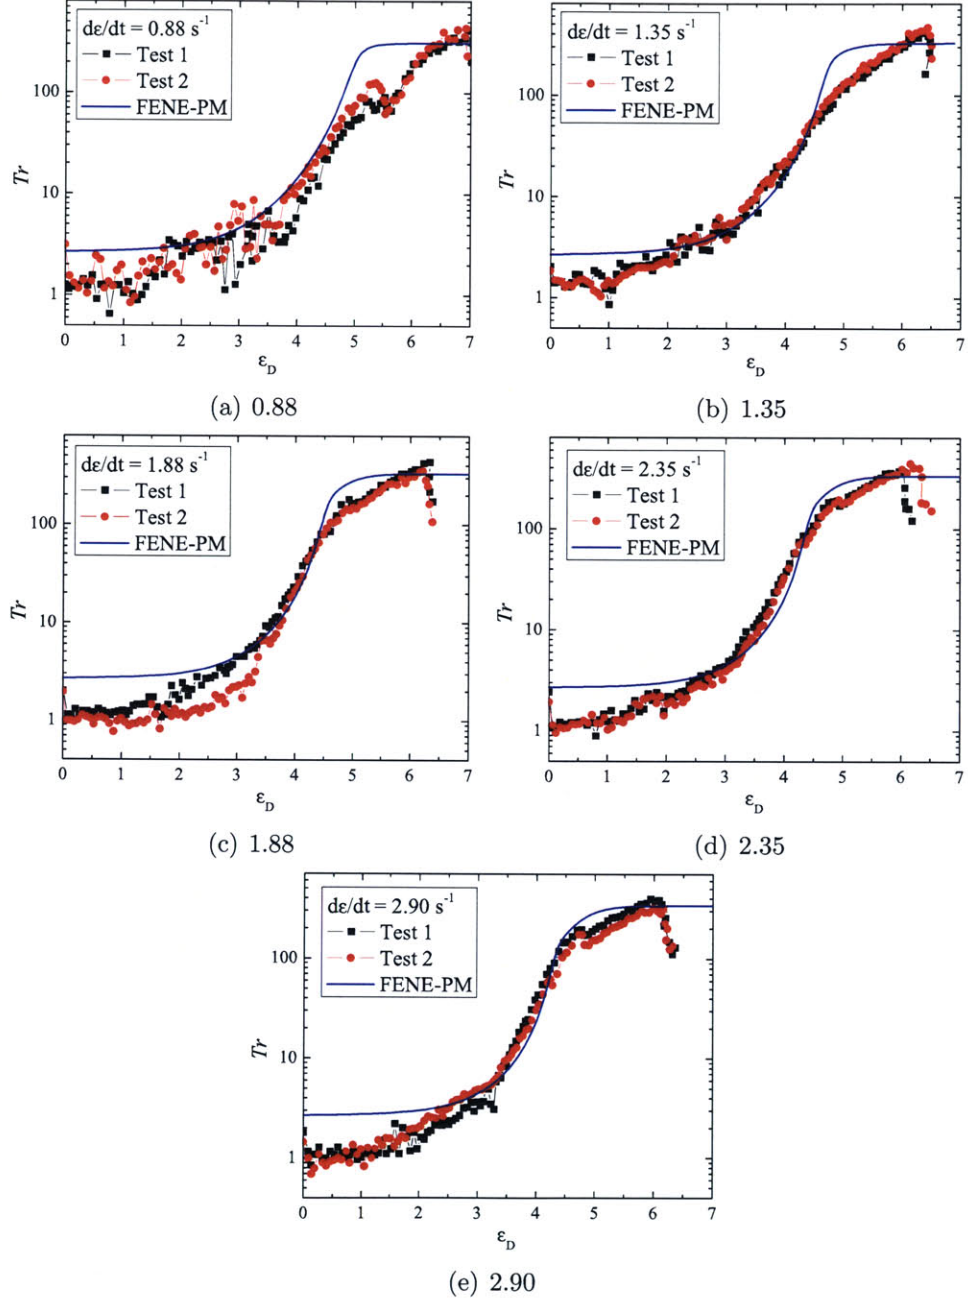 dε/dt = 0.88 s⁻¹
Test 1
Test 2
FENE-PM
Tr
100
10
1
0 1 2 3 4 5 6 7
ε_D
(a) 0.88
dε/dt = 1.35 s⁻¹
Test 1
Test 2
FENE-PM
Tr
100
10
1
0 1 2 3 4 5 6 7
ε_D
(b) 1.35
dε/dt = 1.88 s⁻¹
Test 1
Test 2
FENE-PM
Tr
100
10
1
0 1 2 3 4 5 6 7
ε_D
(c) 1.88
dε/dt = 2.35 s⁻¹
Test 1
Test 2
FENE-PM
Tr
100
10
1
0 1 2 3 4 5 6 7
ε_D
(d) 2.35
dε/dt = 2.90 s⁻¹
Test 1
Test 2
FENE-PM
Tr
100
10
1
0 1 2 3 4 5 6 7
ε_D
(e) 2.90